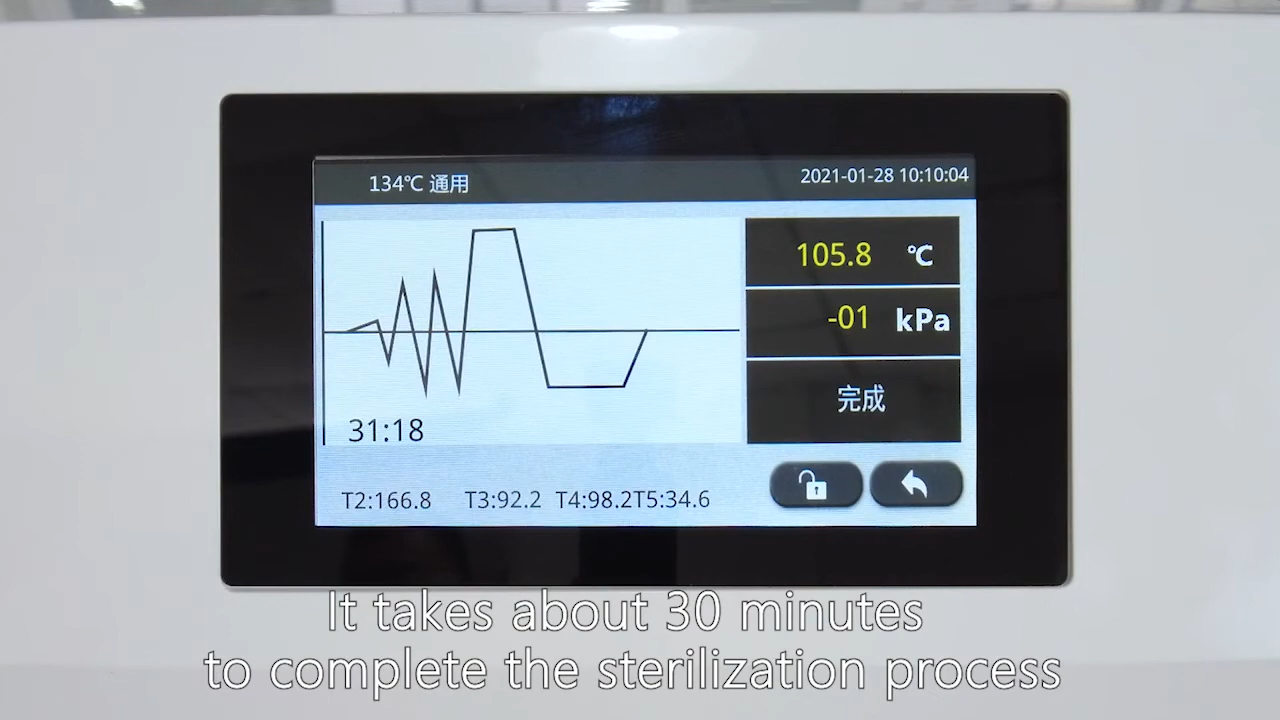 134℃ 通用
2021-01-28 10:10:04
105.8 ℃
-01 kPa
完成
31:18
T2:166.8 T3:92.2 T4:98.2T5:34.6
It takes about 30 minutes
to complete the sterilization process